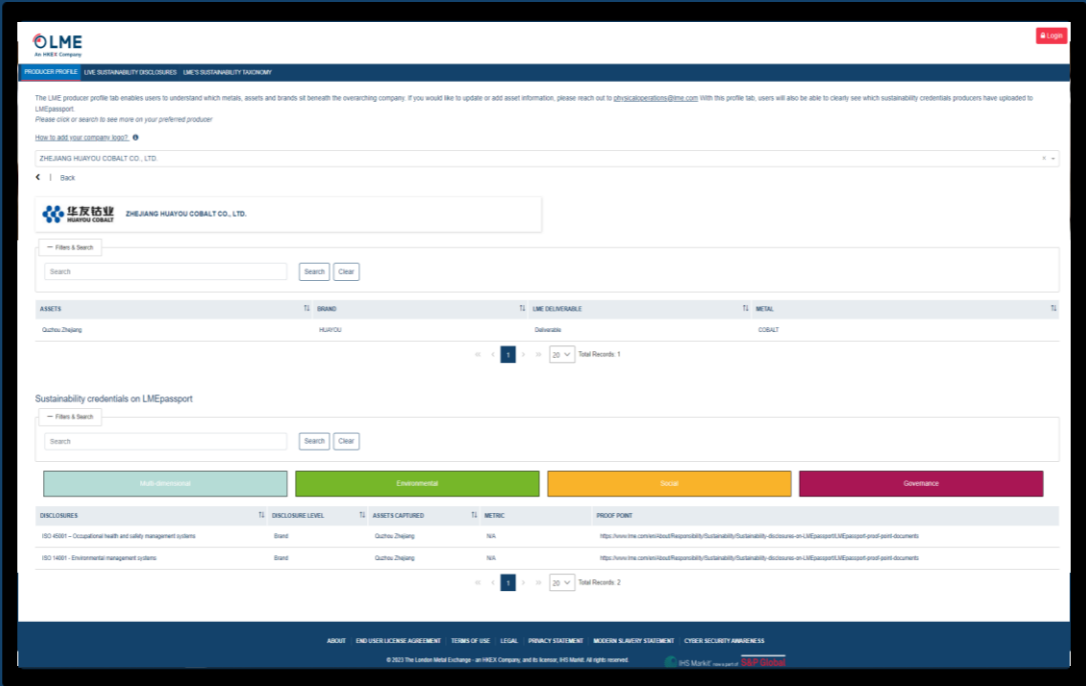 LME
An HKEX Company
Login
PRODUCER PROFILE LIVE SUSTAINABILITY DISCLOSURES LME'S SUSTAINABILITY TAXONOMY
The LME producer profile tab enables users to understand which metals, assets and brands sit beneath the overarching company. If you would like to update or add asset information, please reach out to physicaloperations@lme.com With this profile tab, users will also be able to clearly see which sustainability credentials producers have uploaded to
LMEpassport.
Please click or search to see more on your preferred producer
How to add your company logo?
ZHEJIANG HUAYOU COBALT CO., LTD.
Back
华友钴业
HUAYOU COBALT
ZHEJIANG HUAYOU COBALT CO., LTD.
Filters & Search
Search Search Clear
ASSETS BRAND LME DELIVERABLE METAL
Quzhou Zhejiang HUAYOU Deliverable COBALT
1 20 Total Records: 1
Sustainability credentials on LMEpassport
Filters & Search
Search Search Clear
Multi-dimensional Environmental Social Governance
DISCLOSURES DISCLOSURE LEVEL ASSETS CAPTURED METRIC PROOF POINT
ISO 45001 – Occupational health and safety management systems Brand Quzhou Zhejiang N/A https://www.lme.com/en/About/Responsibility/Sustainability/Sustainability-disclosures-on-LMEpassport/LMEpassport-proof-point-documents
ISO 14001 - Environmental management systems Brand Quzhou Zhejiang N/A https://www.lme.com/en/About/Responsibility/Sustainability/Sustainability-disclosures-on-LMEpassport/LMEpassport-proof-point-documents
1 20 Total Records: 2
ABOUT END USER LICENSE AGREEMENT TERMS OF USE LEGAL PRIVACY STATEMENT MODERN SLAVERY STATEMENT CYBER SECURITY AWARENESS
© 2023 The London Metal Exchange - an HKEX Company, and its licensor, IHS Markit. All rights reserved. IHS Markit now a part of S&P Global